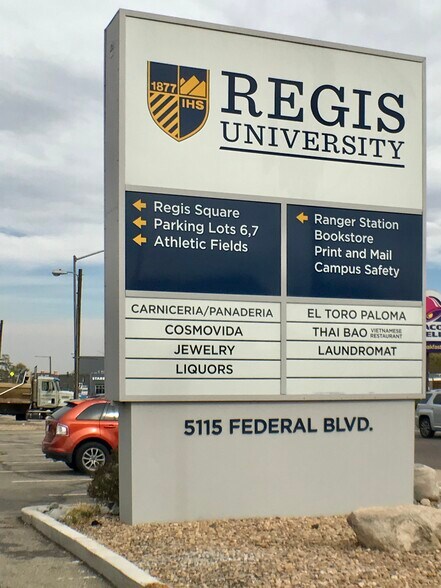 1877
IHS
REGIS
UNIVERSITY
Regis Square
Parking Lots 6,7
Athletic Fields
Ranger Station
Bookstore
Print and Mail
Campus Safety
CARNICERIA/PANADERIA
COSMOVIDA
JEWELRY
LIQUORS
EL TORO PALOMA
THAI BAO VIETNAMESE RESTAURANT
LAUNDROMAT
5115 FEDERAL BLVD.